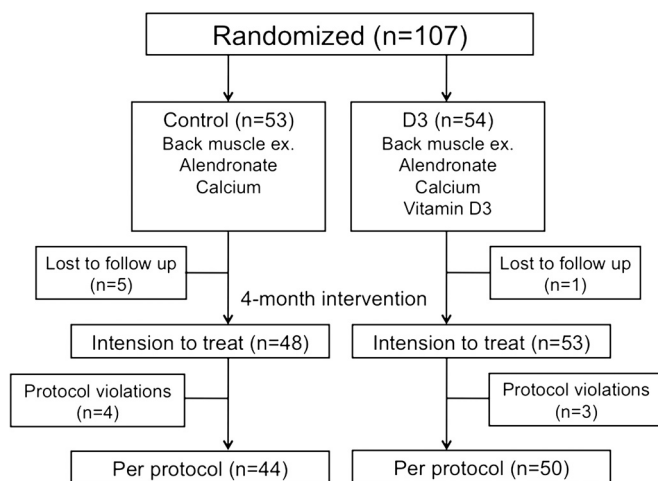 Randomized (n=107)
Control (n=53)
Back muscle ex.
Alendronate
Calcium
D3 (n=54)
Back muscle ex.
Alendronate
Calcium
Vitamin D3
Lost to follow up
(n=5)
Lost to follow up
(n=1)
4-month intervention
Intension to treat (n=48)
Intension to treat (n=53)
Protocol violations
(n=4)
Protocol violations
(n=3)
Per protocol (n=44)
Per protocol (n=50)